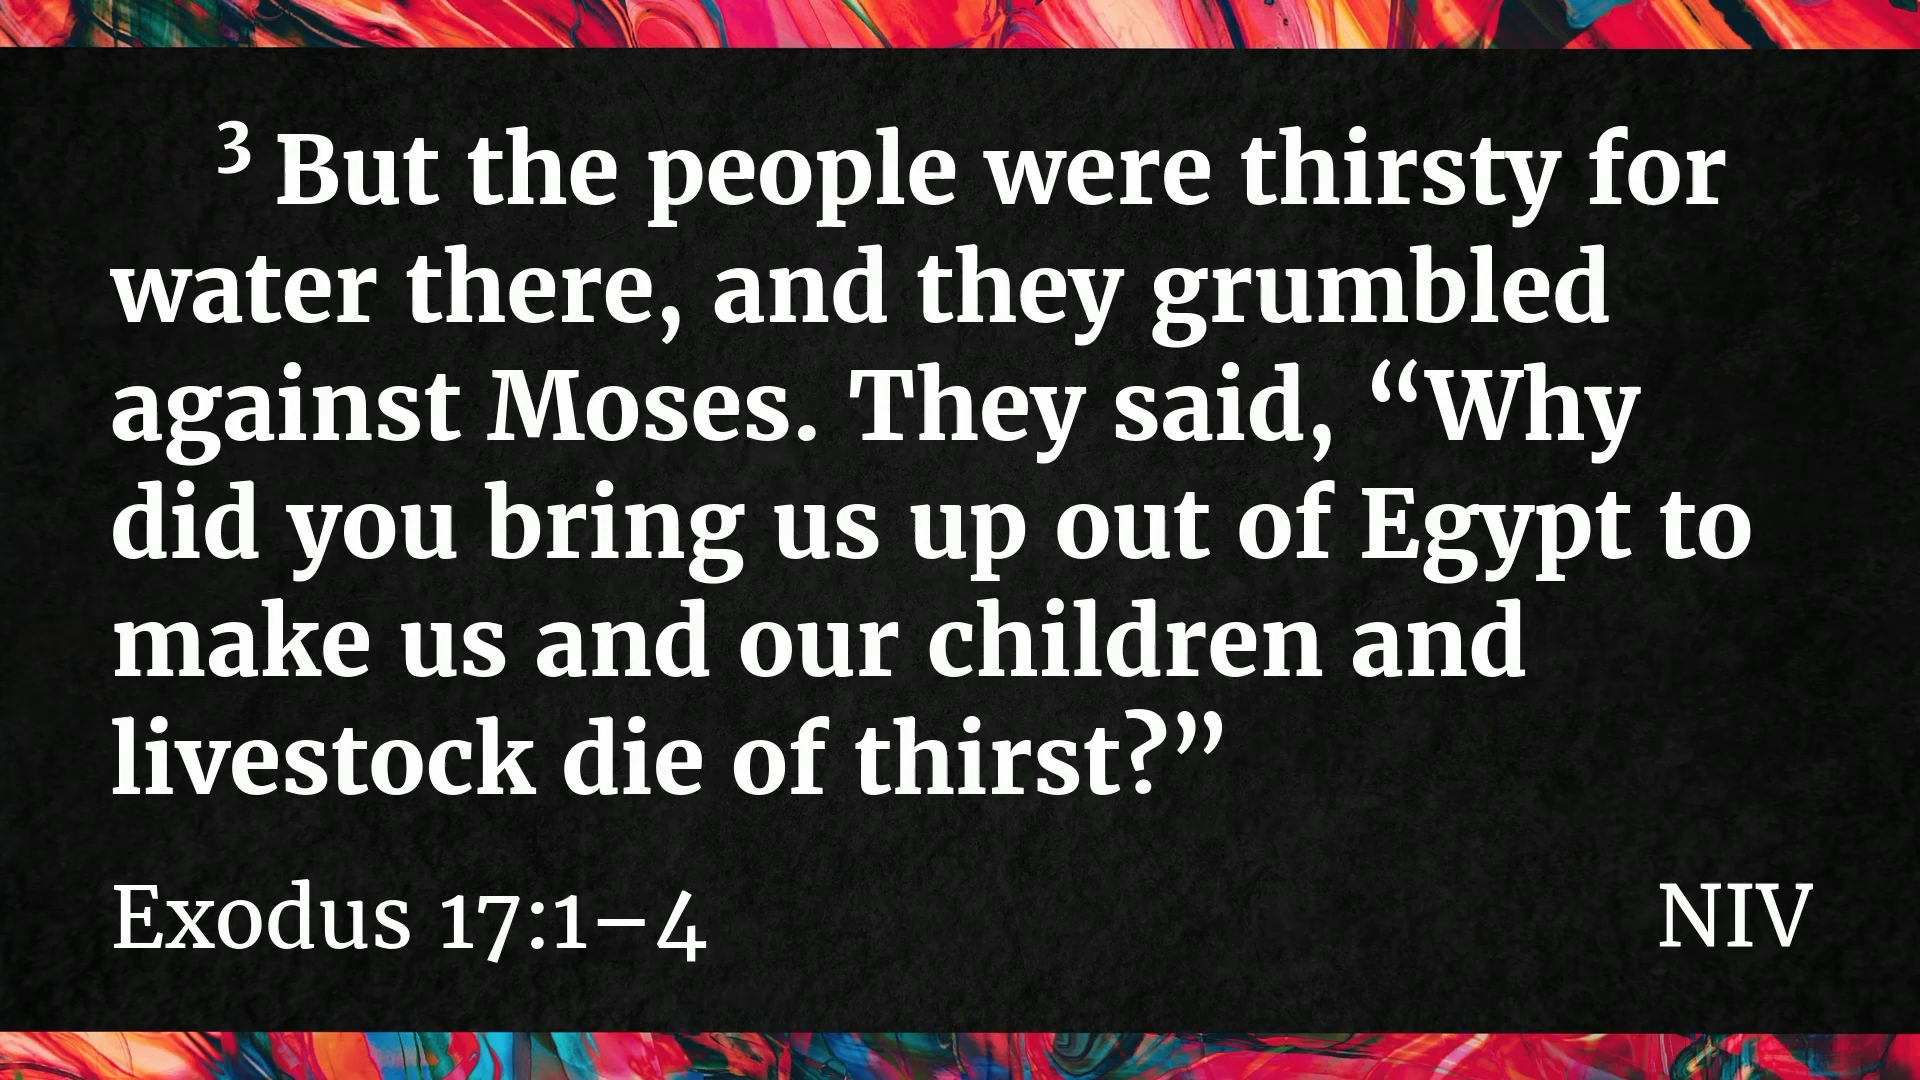 ³ But the people were thirsty for
water there, and they grumbled
against Moses. They said, “Why
did you bring us up out of Egypt to
make us and our children and
livestock die of thirst?”
Exodus 17:1–4
NIV